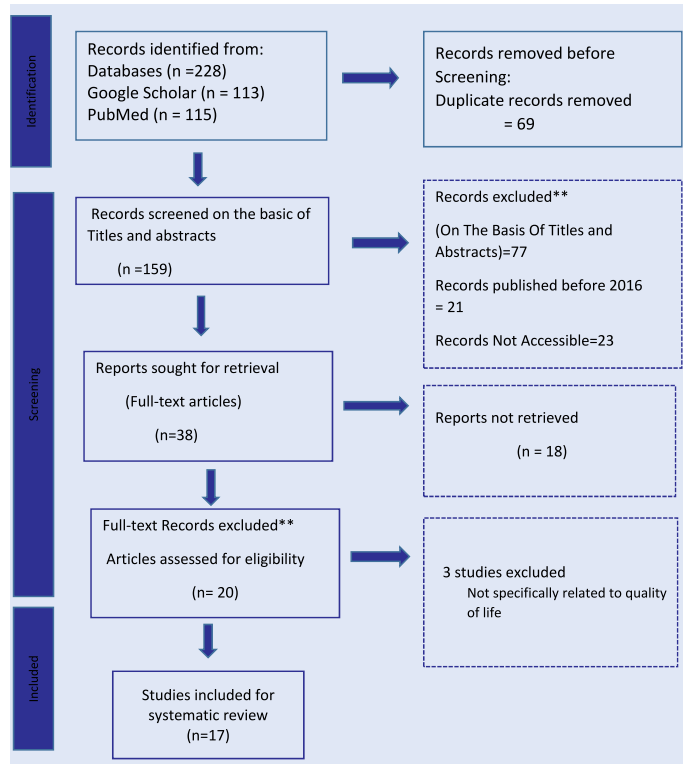 Identification
Records identified from:
Databases (n =228)
Google Scholar (n = 113)
PubMed (n = 115)
Records removed before
Screening:
Duplicate records removed
= 69
Screening
Records screened on the basic of
Titles and abstracts
(n =159)
Records excluded**
(On The Basis Of Titles and
Abstracts)=77
Records published before 2016
= 21
Records Not Accessible=23
Reports sought for retrieval
(Full-text articles)
(n=38)
Reports not retrieved
(n = 18)
Full-text Records excluded**
Articles assessed for eligibility
(n= 20)
3 studies excluded
Not specifically related to quality
of life
Included
Studies included for
systematic review
(n=17)